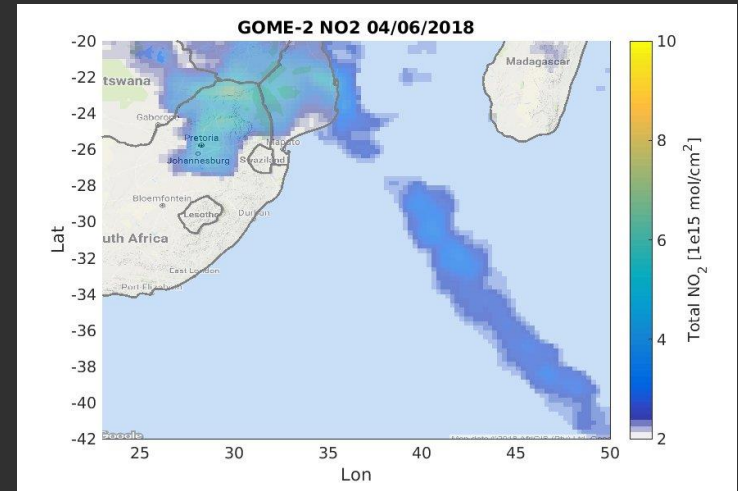 GOME-2 NO2 04/06/2018
-20
-22
-24
-26
-28
-30
-32
-34
-36
-38
-40
-42
Lat
25
30
35
40
45
50
Lon
Madagascar
tswana
Gaboro
Pretoria
Maputo
Johannesburg
Swaziland
Bloemfontein
Lesotho
Durban
uth Africa
East London
Port Elizabeth
Google
10
8
6
4
2
Total NO2 [1e15 mol/cm2]